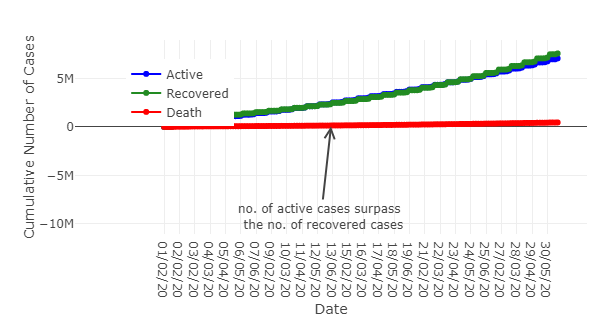 Cumulative Number of Cases
5M
0
−5M
−10M
Active
Recovered
Death
no. of active cases surpass
the no. of recovered cases
01/02/20
02/02/20
03/02/20
04/03/20
05/04/20
06/05/20
07/06/20
09/02/20
10/03/20
11/04/20
12/05/20
13/06/20
15/02/20
16/03/20
17/04/20
18/05/20
19/06/20
21/02/20
22/03/20
23/04/20
24/05/20
25/06/20
27/02/20
28/03/20
29/04/20
30/05/20
Date